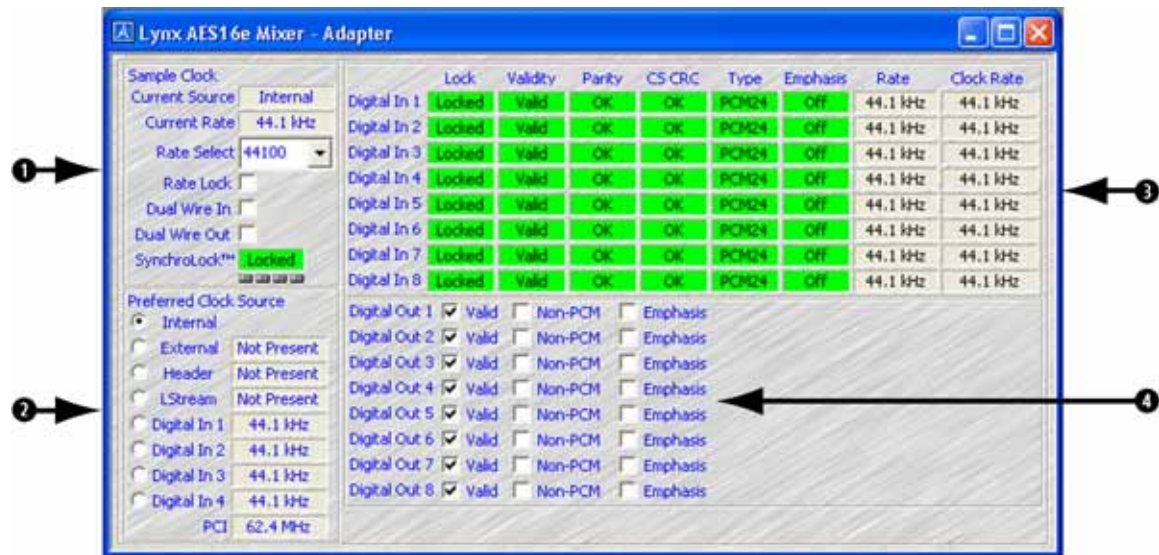 Lynx AES16e Mixer - Adapter
Sample Clock
Current Source Internal
Current Rate 44.1 kHz
Rate Select 44100
Rate Lock
Dual Wire In
Dual Wire Out
SynchroLock™ Locked
Preferred Clock Source
Internal
External Not Present
Header Not Present
LStream Not Present
Digital In 1 44.1 kHz
Digital In 2 44.1 kHz
Digital In 3 44.1 kHz
Digital In 4 44.1 kHz
PCI 62.4 MHz
Lock Validity Parity CS CRC Type Emphasis Rate Clock Rate
Digital In 1 Locked Valid OK OK PCM24 Off 44.1 kHz 44.1 kHz
Digital In 2 Locked Valid OK OK PCM24 Off 44.1 kHz 44.1 kHz
Digital In 3 Locked Valid OK OK PCM24 Off 44.1 kHz 44.1 kHz
Digital In 4 Locked Valid OK OK PCM24 Off 44.1 kHz 44.1 kHz
Digital In 5 Locked Valid OK OK PCM24 Off 44.1 kHz 44.1 kHz
Digital In 6 Locked Valid OK OK PCM24 Off 44.1 kHz 44.1 kHz
Digital In 7 Locked Valid OK OK PCM24 Off 44.1 kHz 44.1 kHz
Digital In 8 Locked Valid OK OK PCM24 Off 44.1 kHz 44.1 kHz
Digital Out 1 Valid Non-PCM Emphasis
Digital Out 2 Valid Non-PCM Emphasis
Digital Out 3 Valid Non-PCM Emphasis
Digital Out 4 Valid Non-PCM Emphasis
Digital Out 5 Valid Non-PCM Emphasis
Digital Out 6 Valid Non-PCM Emphasis
Digital Out 7 Valid Non-PCM Emphasis
Digital Out 8 Valid Non-PCM Emphasis
1
2
3
4